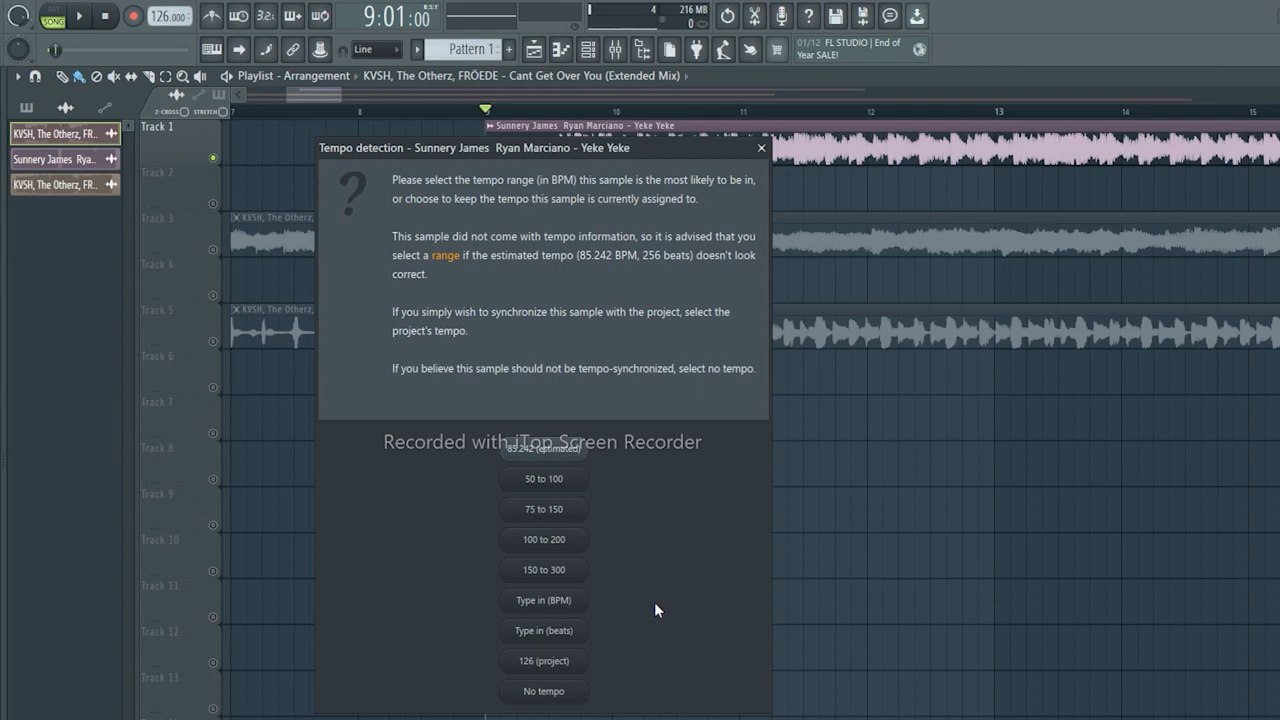 PAT
SONG
126.000
3.2
9:01:00
B:S:T
4
216 MB
0
Line
Pattern 1
01/12 FL STUDIO | End of
Year SALE!
Playlist - Arrangement
KVSH, The Otherz, FRÖEDE - Cant Get Over You (Extended Mix)
Z-CROSS
STRETCH
7
8
10
11
12
13
14
15
KVSH, The Otherz, FR..
Sunnery James Rya..
KVSH, The Otherz, FR..
Track 1
Track 2
Track 3
Track 4
Track 5
Track 6
Track 7
Track 8
Track 9
Track 10
Track 11
Track 12
Track 13
Sunnery James Ryan Marciano - Yeke Yeke
KVSH, The Otherz,
KVSH, The Otherz,
Tempo detection - Sunnery James Ryan Marciano - Yeke Yeke
Please select the tempo range (in BPM) this sample is the most likely to be in,
or choose to keep the tempo this sample is currently assigned to.
This sample did not come with tempo information, so it is advised that you
select a range if the estimated tempo (85.242 BPM, 256 beats) doesn't look
correct.
If you simply wish to synchronize this sample with the project, select the
project's tempo.
If you believe this sample should not be tempo-synchronized, select no tempo.
Recorded with iTop Screen Recorder
85.242 (estimated)
50 to 100
75 to 150
100 to 200
150 to 300
Type in (BPM)
Type in (beats)
126 (project)
No tempo